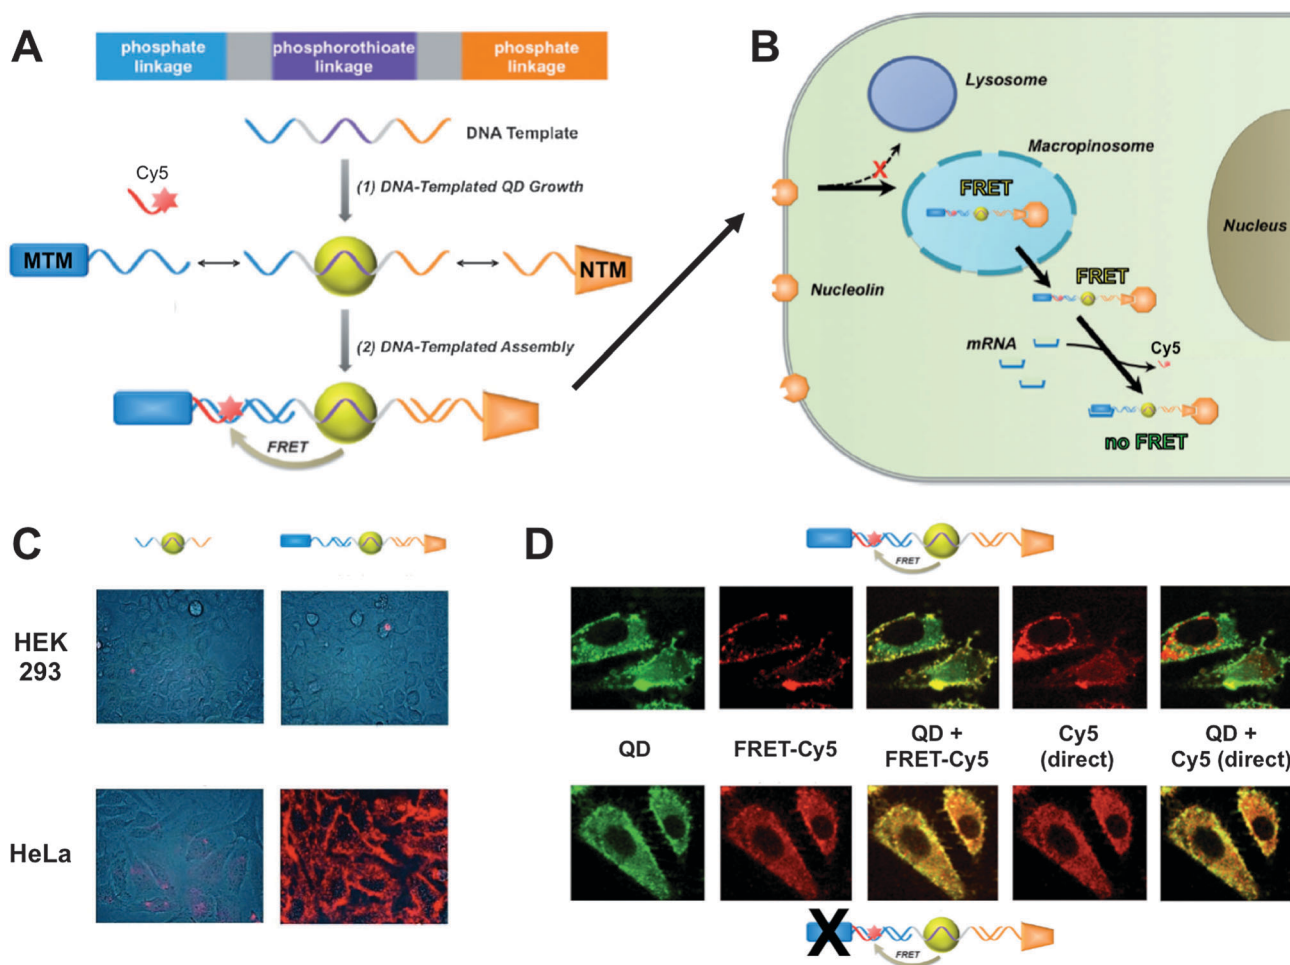 A
phosphate
linkage
phosphorothioate
linkage
phosphate
linkage
DNA Template
Cy5
(1) DNA-Templated QD Growth
MTM
NTM
(2) DNA-Templated Assembly
FRET
B
Lysosome
Macropinosome
X
FRET
Nucleus
Nucleolin
FRET
mRNA
Cy5
no FRET
C
HEK
293
HeLa
D
FRET
QD
FRET-Cy5
QD +
FRET-Cy5
Cy5
(direct)
QD +
Cy5 (direct)
X
FRET